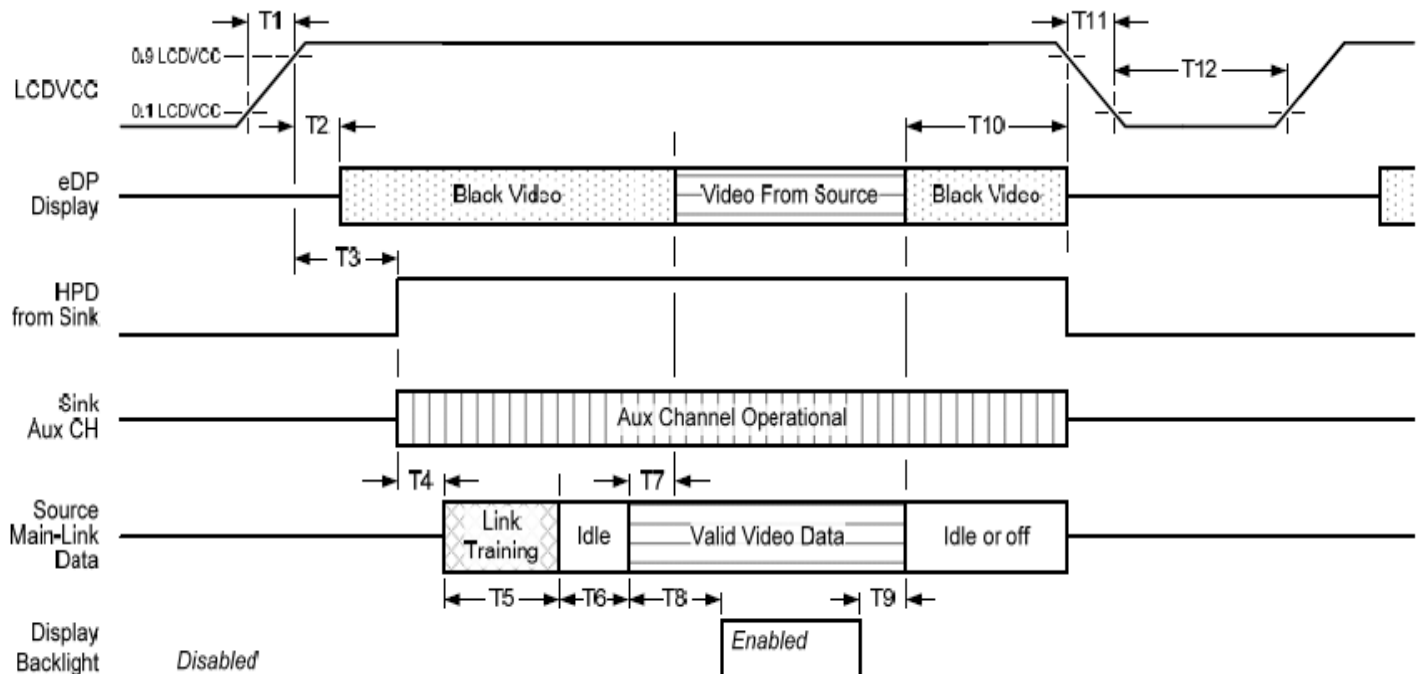 T1
T11
0.9 LCDVCC
LCDVCC
T12
0.1 LCDVCC
T2
T10
eDP
Display
Black Video
Video From Source
Black Video
T3
HPD
from Sink
Sink
Aux CH
Aux Channel Operational
T4
T7
Source
Main-Link
Data
Link
Training
Idle
Valid Video Data
Idle or off
T5
T6
T8
T9
Display
Backlight
Disabled
Enabled